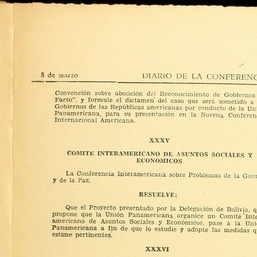 8 de marzo DIARIO DE LA CONFERENC
Convención sobre abolición del Reconocimiento de Gobiernos
Facto", y formule el dictamen del caso que será sometido a
Gobiernos de las Repúblicas americanas por conducto de la Uni
Panamericana, para su presentación en la Novena Conferen
Internacional Americana.
XXXV
COMITE INTERAMERICANO DE ASUNTOS SOCIALES Y
ECONOMICOS
La Conferencia Interamericana sobre Problemas de la Gue
y de la Paz.
RESUELVE:
Que el Proyecto presentado por la Delegación de Bolivia, q
propone que la Unión Panamericana organice un Comité Inte
americano de Asuntos Sociales y Económicos, pase a la Uni
Panamericana a fin de que lo estudie y adopte las medidas q
estime pertinentes.
XXXVI